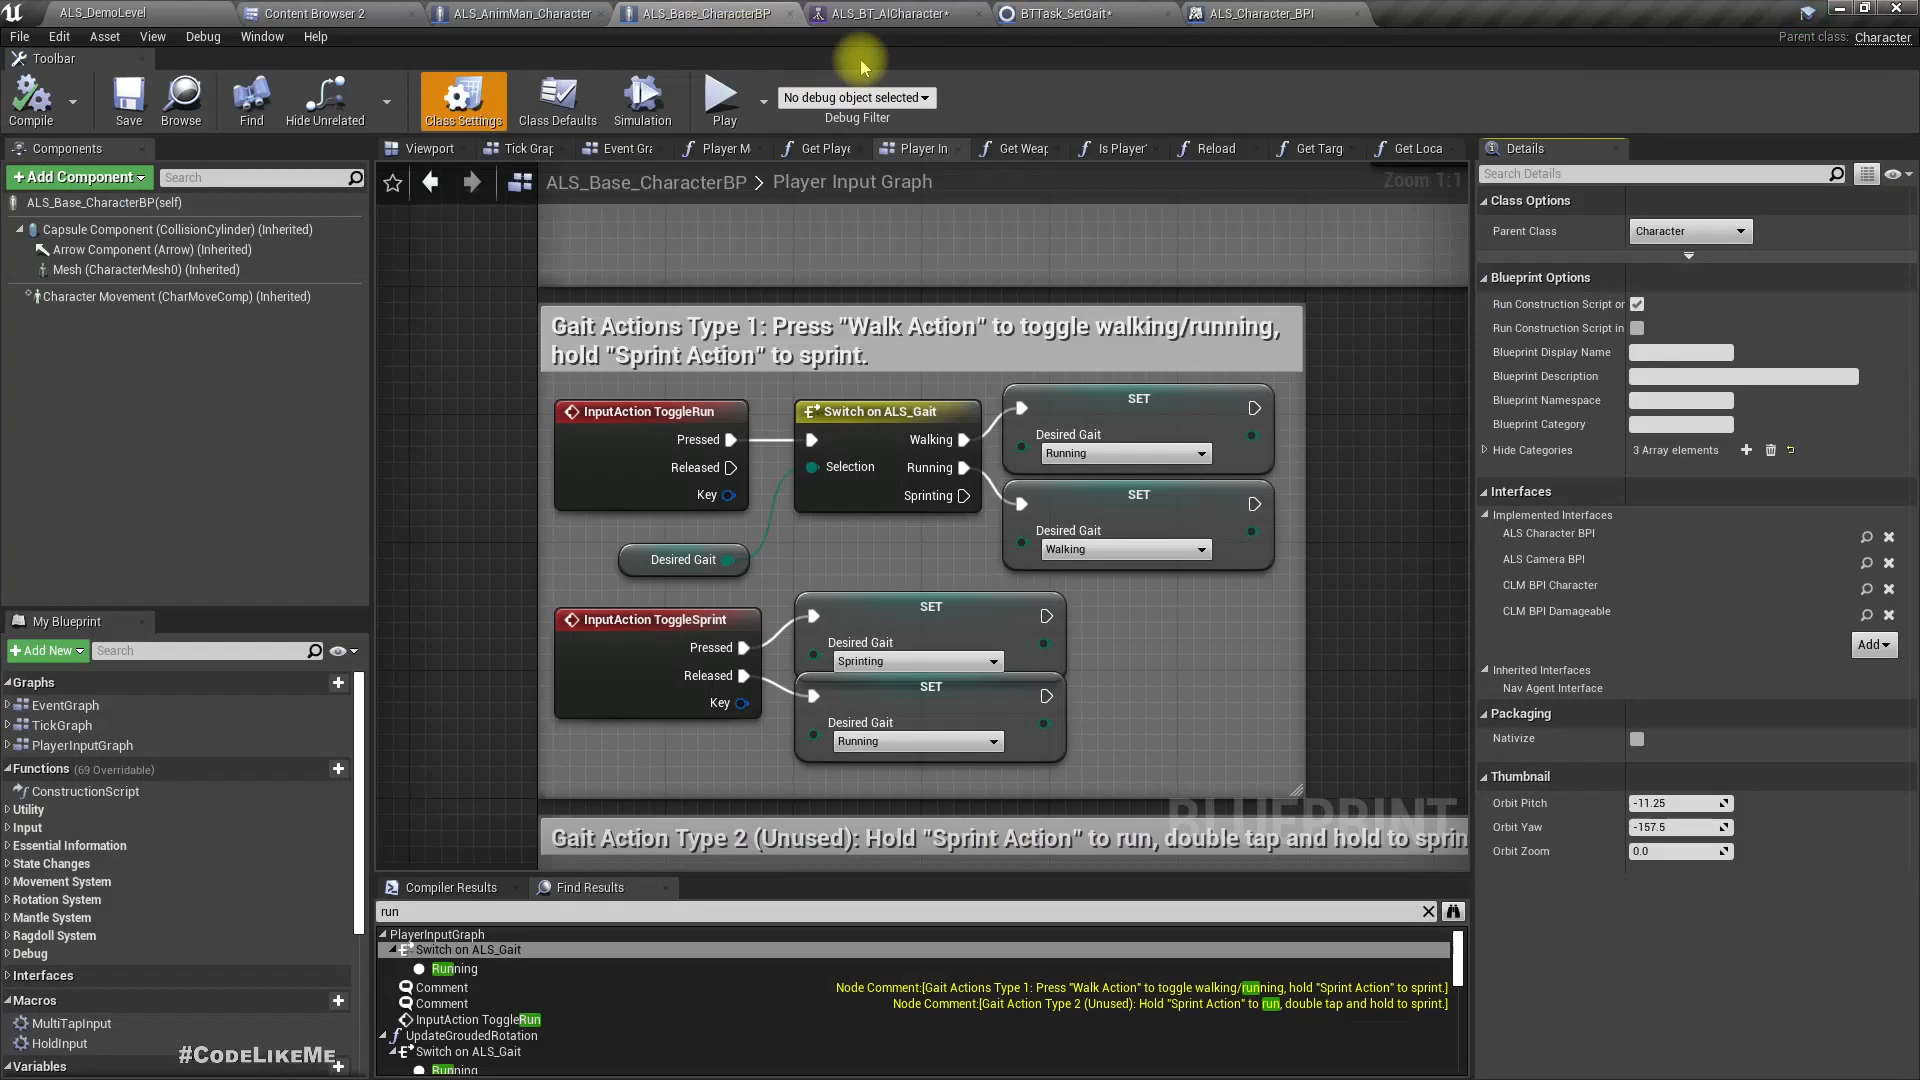 ALS_DemoLevel
Content Browser 2
ALS_AnimMan_Character
ALS_Base_CharacterBP
ALS_BT_AICharacter*
BTTask_SetGait*
ALS_Character_BPI
File
Edit
Asset
View
Debug
Window
Help
Parent class: Character
Toolbar
Compile
Save
Browse
Find
Hide Unrelated
Class Settings
Class Defaults
Simulation
Play
No debug object selected
Debug Filter
Components
Viewport
Tick Grap
Event Gra
Player M
Get Playe
Player In
Get Weap
Is Player'
Reload
Get Targ
Get Loca
Details
+Add Component
Search
ALS_Base_CharacterBP > Player Input Graph
Zoom 1:1
Search Details
ALS_Base_CharacterBP(self)
Capsule Component (CollisionCylinder) (Inherited)
Arrow Component (Arrow) (Inherited)
Mesh (CharacterMesh0) (Inherited)
Character Movement (CharMoveComp) (Inherited)
Class Options
Parent Class
Character
Blueprint Options
Run Construction Script or
Run Construction Script in
Blueprint Display Name
Blueprint Description
Blueprint Namespace
Blueprint Category
Hide Categories
3 Array elements
Interfaces
Implemented Interfaces
ALS Character BPI
ALS Camera BPI
CLM BPI Character
CLM BPI Damageable
Add
Inherited Interfaces
Nav Agent Interface
Packaging
Nativize
Thumbnail
Orbit Pitch
-11.25
Orbit Yaw
-157.5
Orbit Zoom
0.0
Gait Actions Type 1: Press "Walk Action" to toggle walking/running,
hold "Sprint Action" to sprint.
InputAction ToggleRun
Pressed
Released
Key
Switch on ALS_Gait
Walking
Selection
Running
Sprinting
SET
Desired Gait
Running
SET
Desired Gait
Walking
Desired Gait
InputAction ToggleSprint
Pressed
Released
Key
SET
Desired Gait
Sprinting
SET
Desired Gait
Running
BLUEPRINT
Gait Action Type 2 (Unused): Hold "Sprint Action" to run, double tap and hold to sprin
My Blueprint
+Add New
Search
Graphs
EventGraph
TickGraph
PlayerInputGraph
Functions (69 Overridable)
ConstructionScript
Utility
Input
Essential Information
State Changes
Movement System
Rotation System
Mantle System
Ragdoll System
Debug
Interfaces
Macros
MultiTapInput
HoldInput
Variables
#CodeLikeMe
Compiler Results
Find Results
run
PlayerInputGraph
Switch on ALS_Gait
Running
Comment
Node Comment:[Gait Actions Type 1: Press "Walk Action" to toggle walking/running, hold "Sprint Action" to sprint.]
Comment
Node Comment:[Gait Action Type 2 (Unused): Hold "Sprint Action" to run, double tap and hold to sprint.]
InputAction ToggleRun
UpdateGroundedRotation
Switch on ALS_Gait
Running